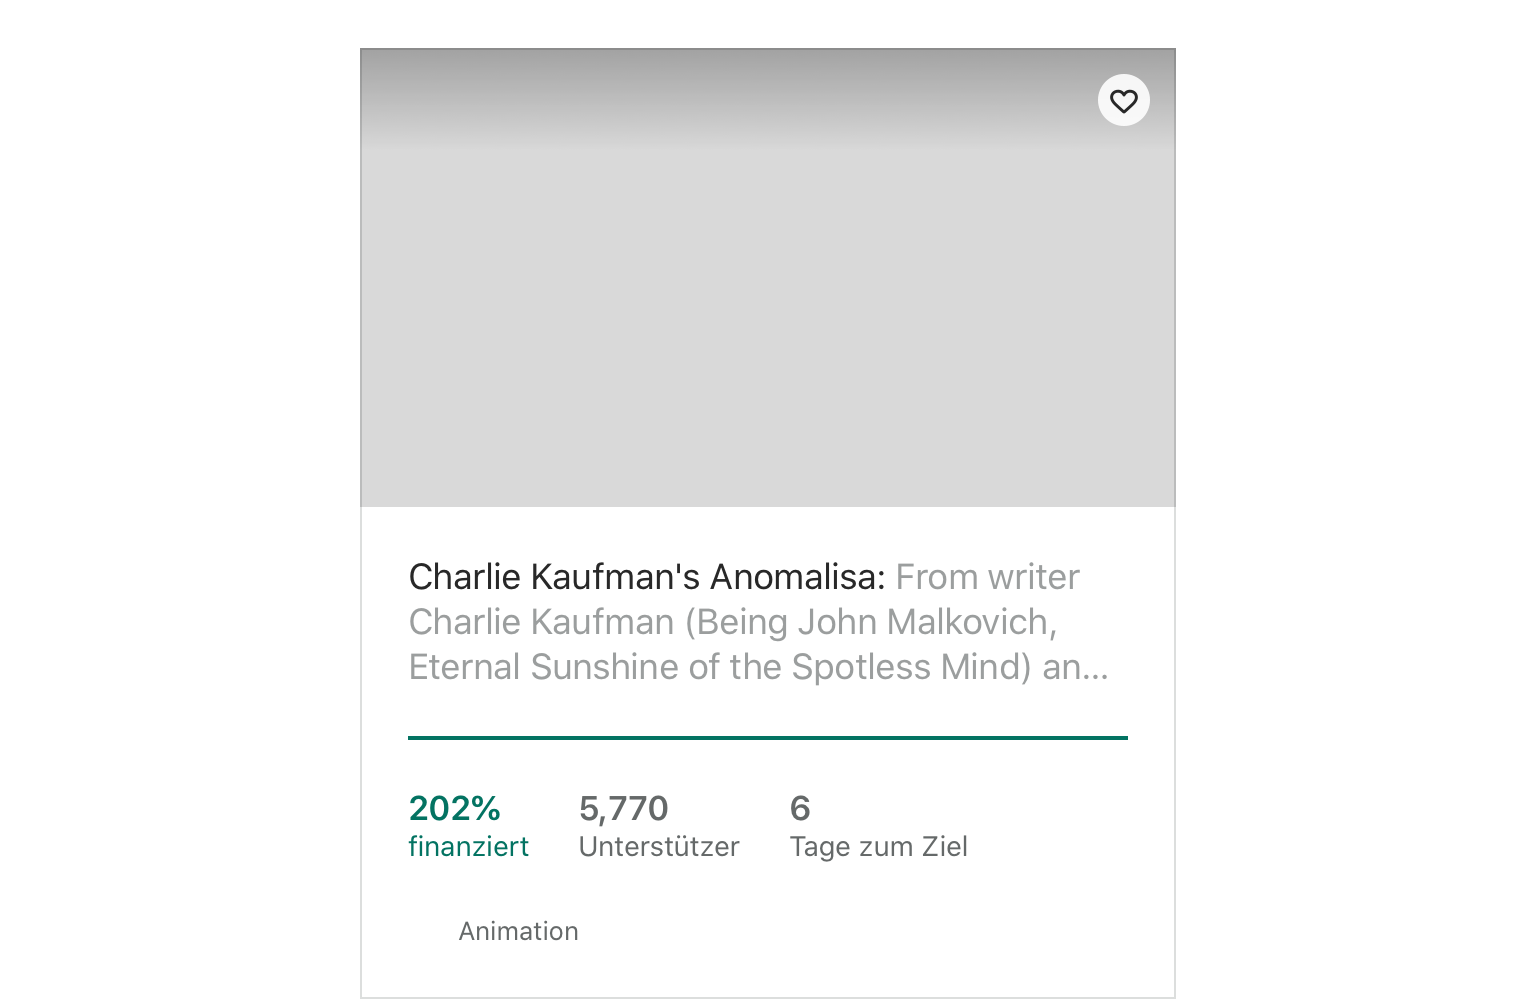 Charlie Kaufman's Anomalisa: From writer
Charlie Kaufman (Being John Malkovich,
Eternal Sunshine of the Spotless Mind) an...
202% 5,770 6
finanziert Unterstützer Tage zum Ziel
Animation